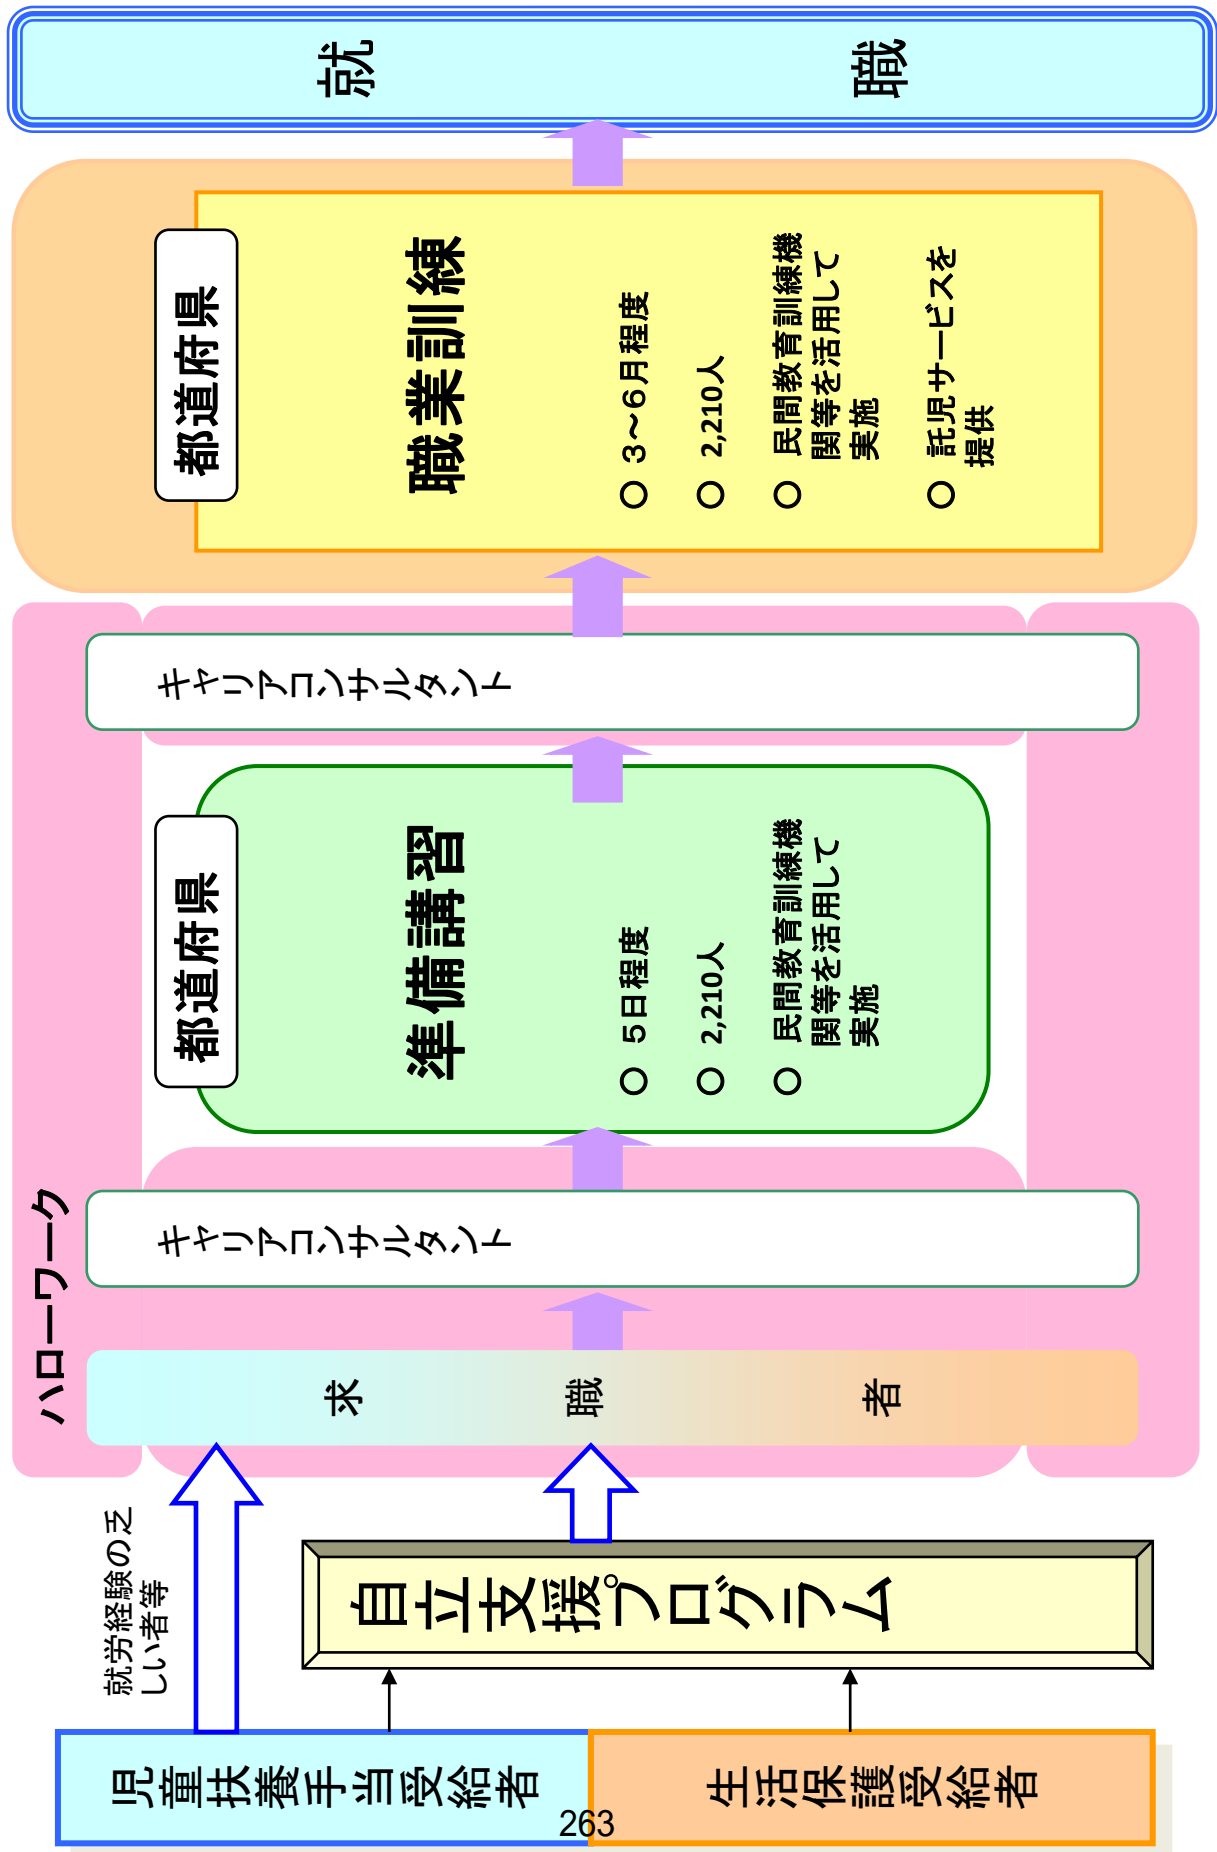 児童扶養手当受給者
生活保護受給者
就労経験の乏
しい者等
自立支援プログラム
ハローワーク
求職者
キャリアコンサルタント
都道府県
準備講習
○ 5日程度
○ 2,210人
○ 民間教育訓練機
関等を活用して
実施
キャリアコンサルタント
都道府県
職業訓練
○ 3〜6月程度
○ 2,210人
○ 民間教育訓練機
関等を活用して
実施
○ 託児サービスを
提供
就職
263